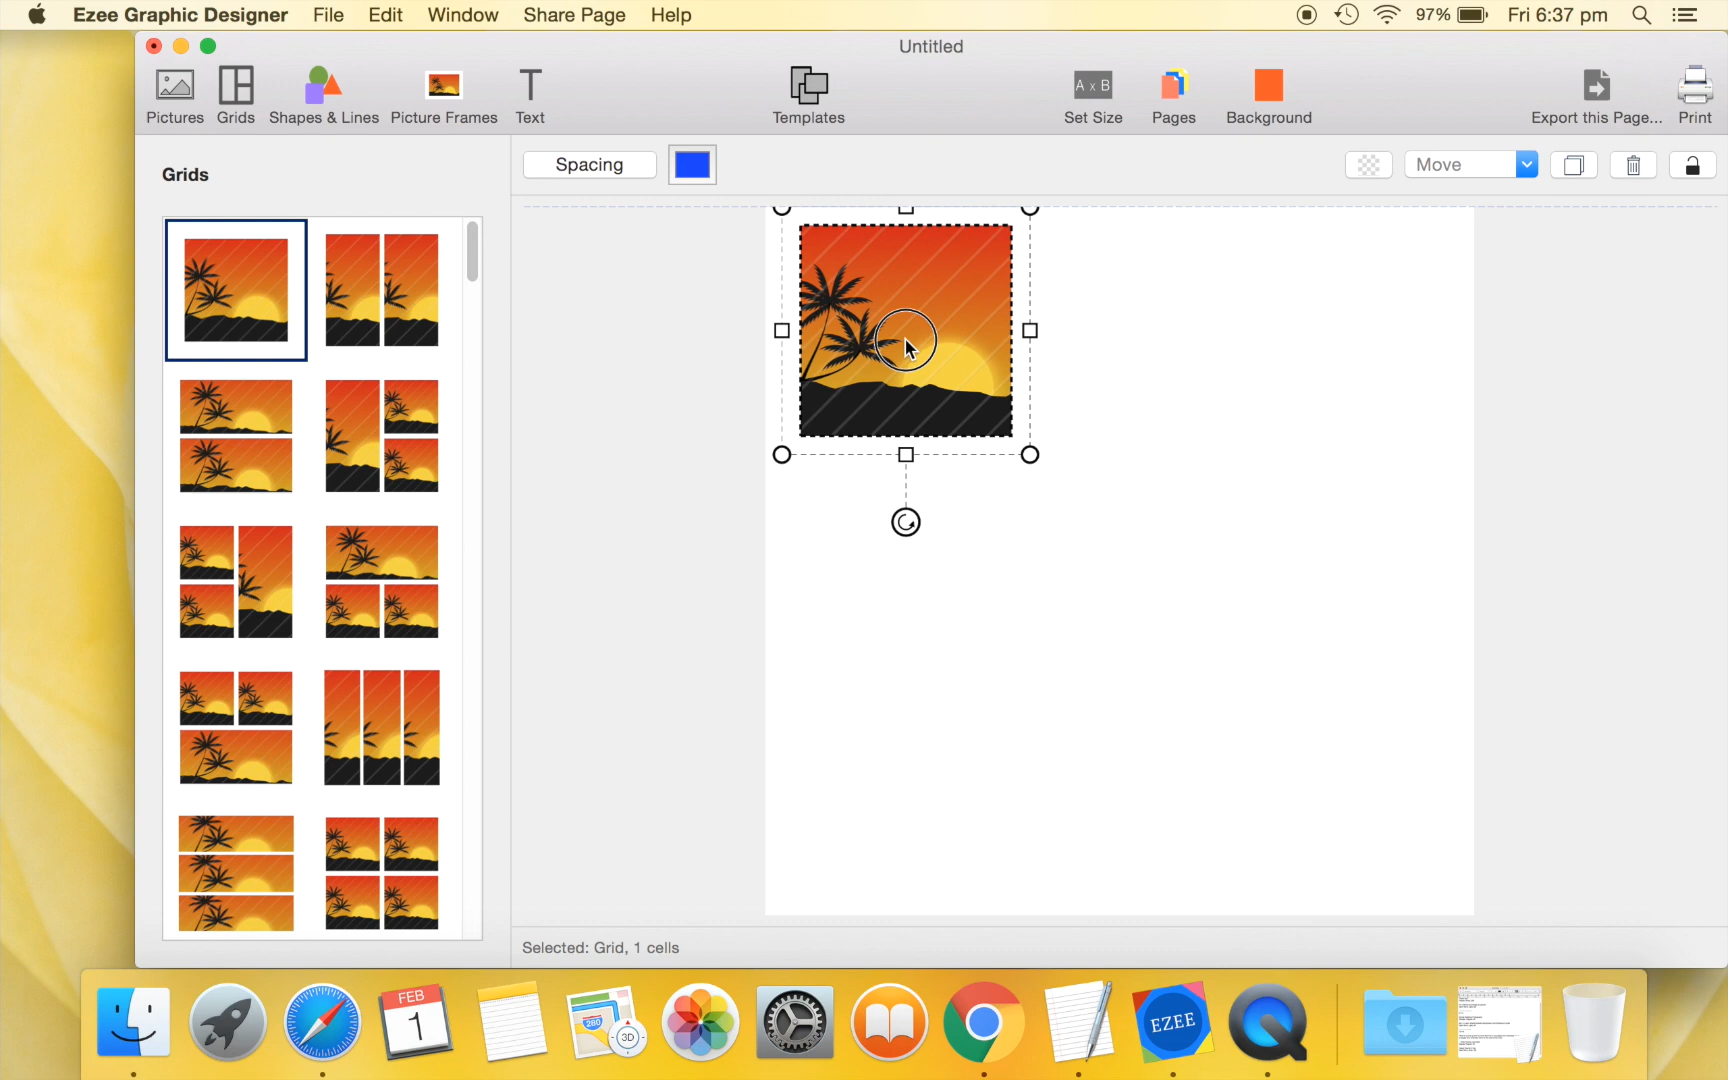 Ezee Graphic Designer File Edit Window Share Page Help 97% Fri 6:37 pm
Untitled
A x B
Pictures Grids Shapes & Lines Picture Frames Text Templates Set Size Pages Background Export this Page... Print
Grids
Spacing
Move
Selected: Grid, 1 cells
FEB
1
280
3D
EZEE